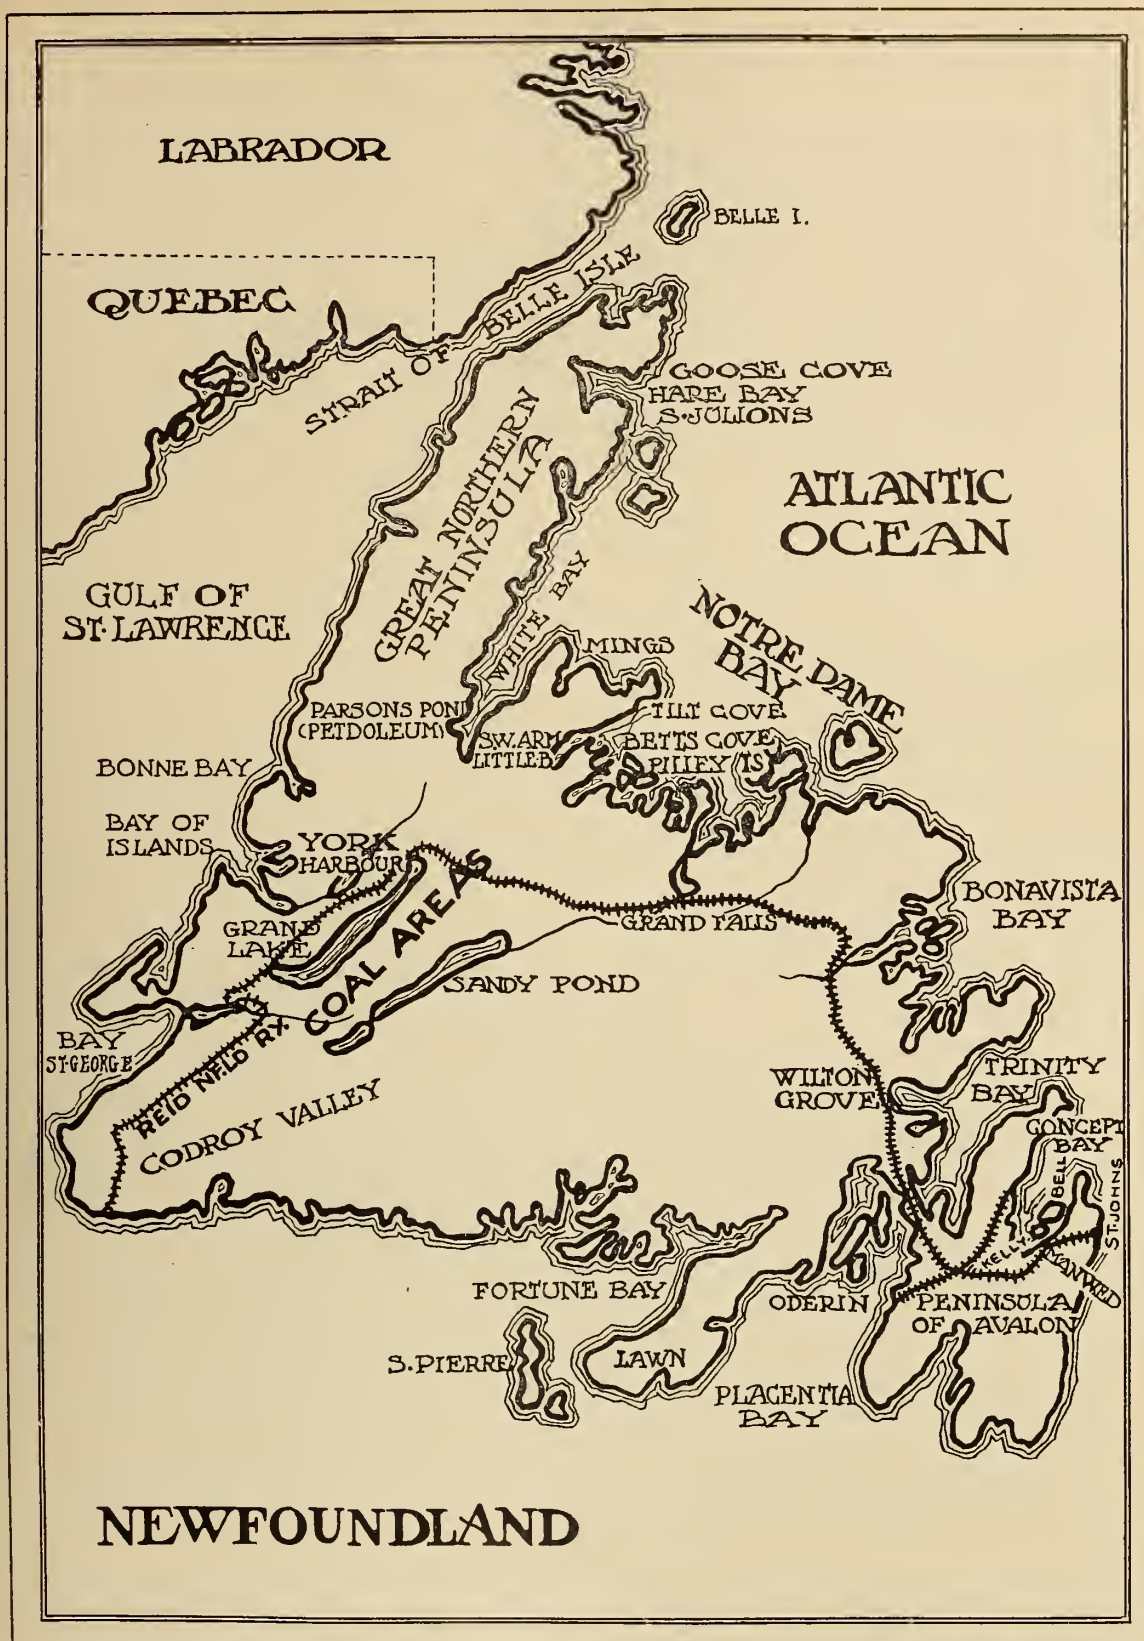 LABRADOR
BELLE I.
QUEBEC
STRAIT OF BELLE ISLE
GOOSE COVE
HARE BAY
S. JULIONS
GREAT NORTHERN
PENINSULA
ATLANTIC
OCEAN
GULF OF
ST. LAWRENCE
WHITE BAY
NOTRE DAME
BAY
MINGS
PARSONS POND
(PETDOLEUM)
TILT COVE
S.W. ARM
LITTLE B.
BETTS COVE
PILLEY IS
BONNE BAY
BAY OF
ISLANDS
YORK
HARBOUR
COAL AREAS
GRAND
LAKE
GRAND FALLS
BONAVISTA
BAY
SANDY POND
BAY
ST. GEORGE
REID NF.LD RY.
CODROY VALLEY
WILTON
GROVE
TRINITY
BAY
CONCEPT
BAY
BELL
ST. JOHNS
KELLY
MANWED
FORTUNE BAY
ODERIN
PENINSULA
OF AVALON
S. PIERRE
LAWN
PLACENTIA
BAY
NEWFOUNDLAND